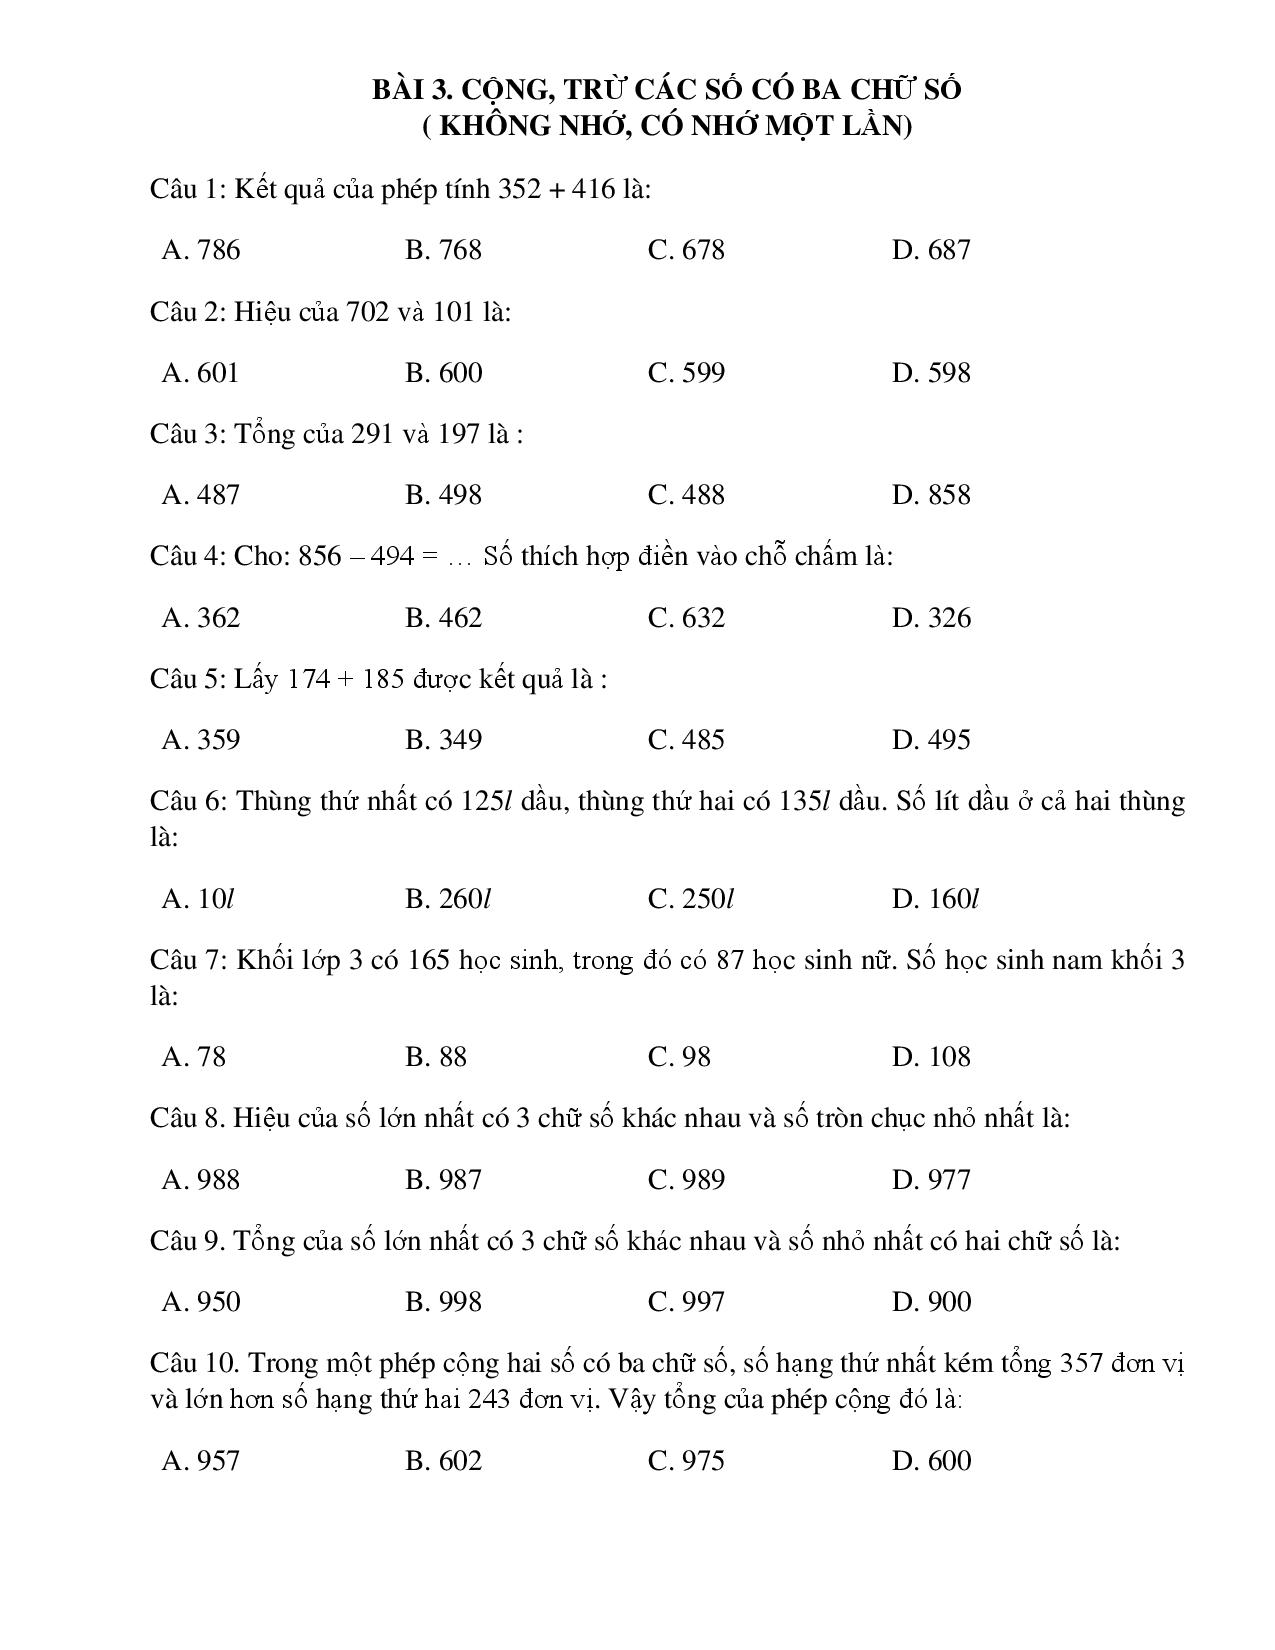 BÀI 3. CỘNG, TRỪ CÁC SỐ CÓ BA CHỮ SỐ
( KHÔNG NHỚ, CÓ NHỚ MỘT LẦN)
Câu 1: Kết quả của phép tính 352 + 416 là:
A. 786 B. 768 C. 678 D. 687
Câu 2: Hiệu của 702 và 101 là:
A. 601 B. 600 C. 599 D. 598
Câu 3: Tổng của 291 và 197 là :
A. 487 B. 498 C. 488 D. 858
Câu 4: Cho: 856 – 494 = … Số thích hợp điền vào chỗ chấm là:
A. 362 B. 462 C. 632 D. 326
Câu 5: Lấy 174 + 185 được kết quả là :
A. 359 B. 349 C. 485 D. 495
Câu 6: Thùng thứ nhất có 125l dầu, thùng thứ hai có 135l dầu. Số lít dầu ở cả hai thùng
là:
A. 10l B. 260l C. 250l D. 160l
Câu 7: Khối lớp 3 có 165 học sinh, trong đó có 87 học sinh nữ. Số học sinh nam khối 3
là:
A. 78 B. 88 C. 98 D. 108
Câu 8. Hiệu của số lớn nhất có 3 chữ số khác nhau và số tròn chục nhỏ nhất là:
A. 988 B. 987 C. 989 D. 977
Câu 9. Tổng của số lớn nhất có 3 chữ số khác nhau và số nhỏ nhất có hai chữ số là:
A. 950 B. 998 C. 997 D. 900
Câu 10. Trong một phép cộng hai số có ba chữ số, số hạng thứ nhất kém tổng 357 đơn vị
và lớn hơn số hạng thứ hai 243 đơn vị. Vậy tổng của phép cộng đó là:
A. 957 B. 602 C. 975 D. 600